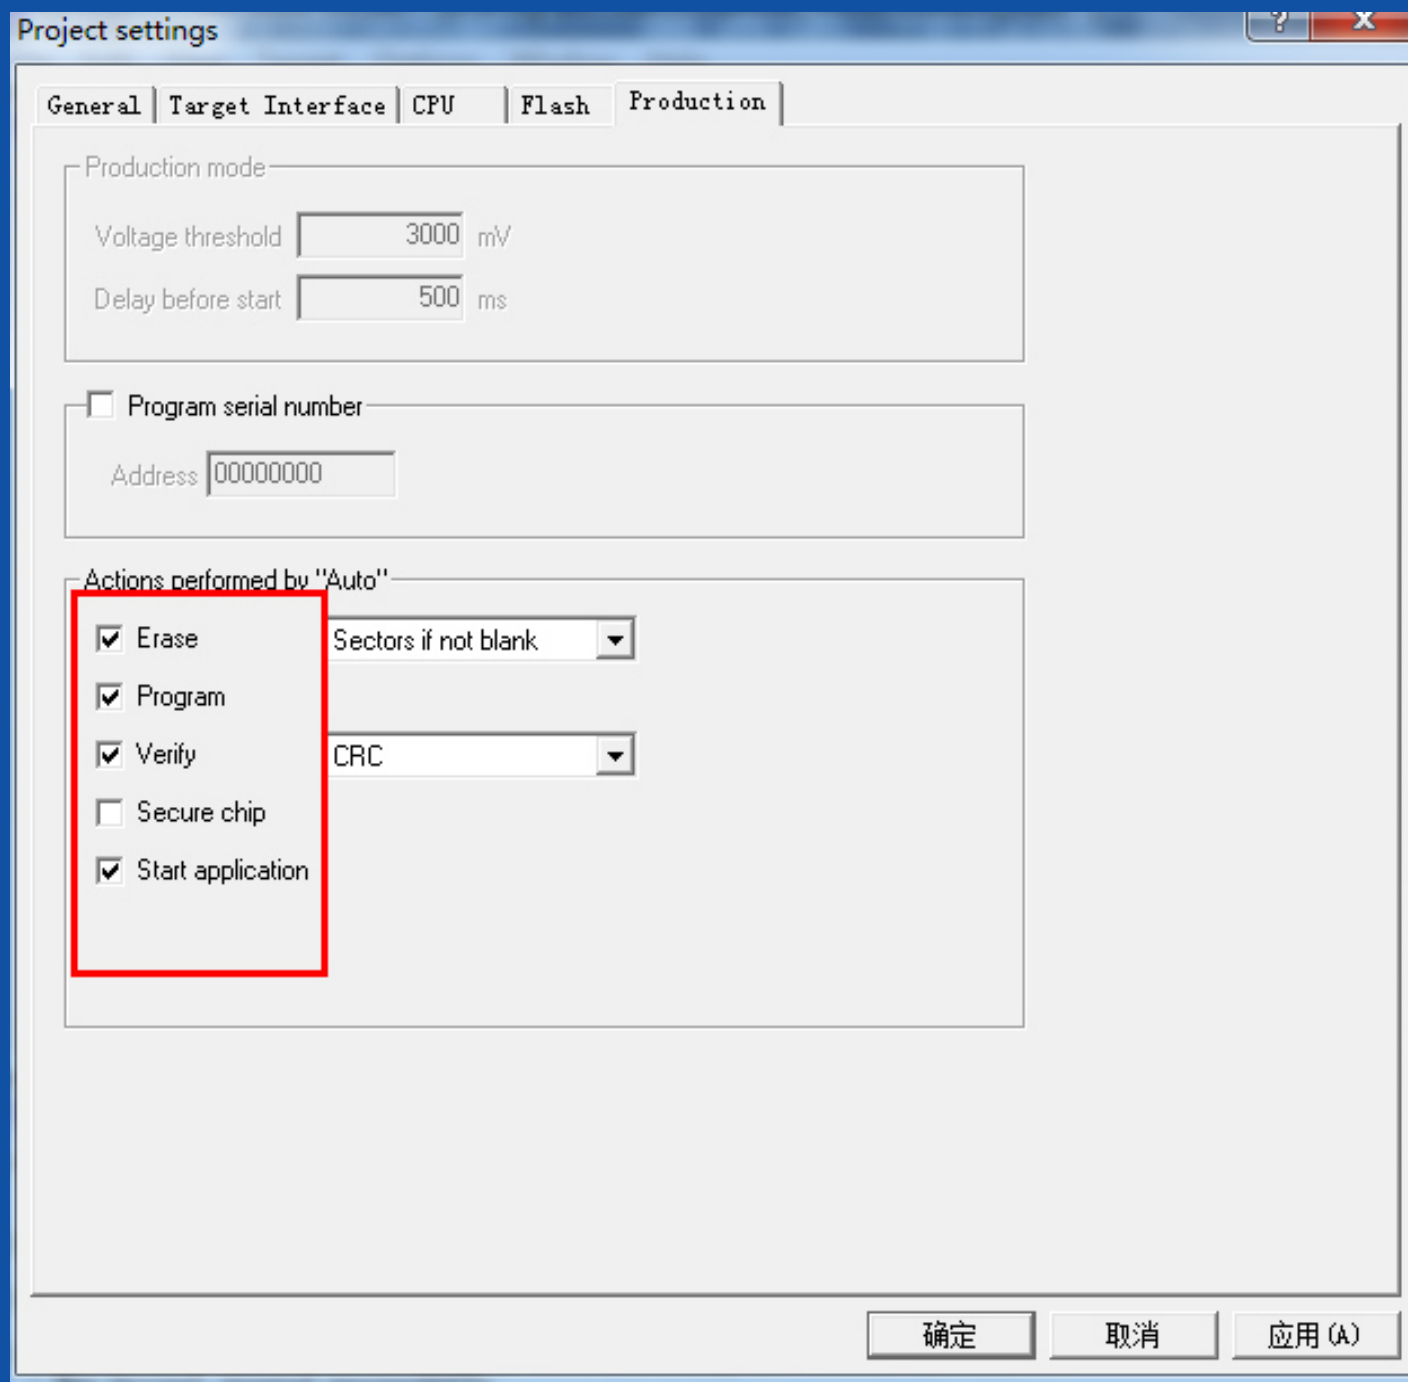 Project settings
General Target Interface CPU Flash Production
Production mode
Voltage threshold 3000 mV
Delay before start 500 ms
Program serial number
Address 00000000
Actions performed by "Auto"
Erase Sectors if not blank
Program
Verify CRC
Secure chip
Start application
确定 取消 应用(A)